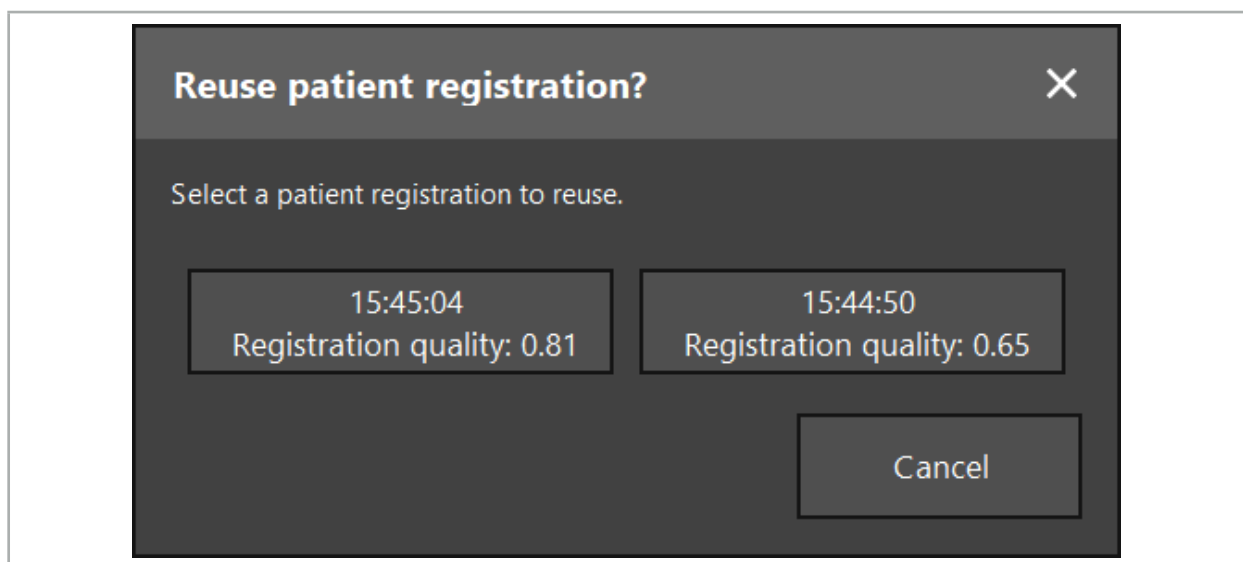 Reuse patient registration?
Select a patient registration to reuse.
15:45:04
Registration quality: 0.81
15:44:50
Registration quality: 0.65
Cancel